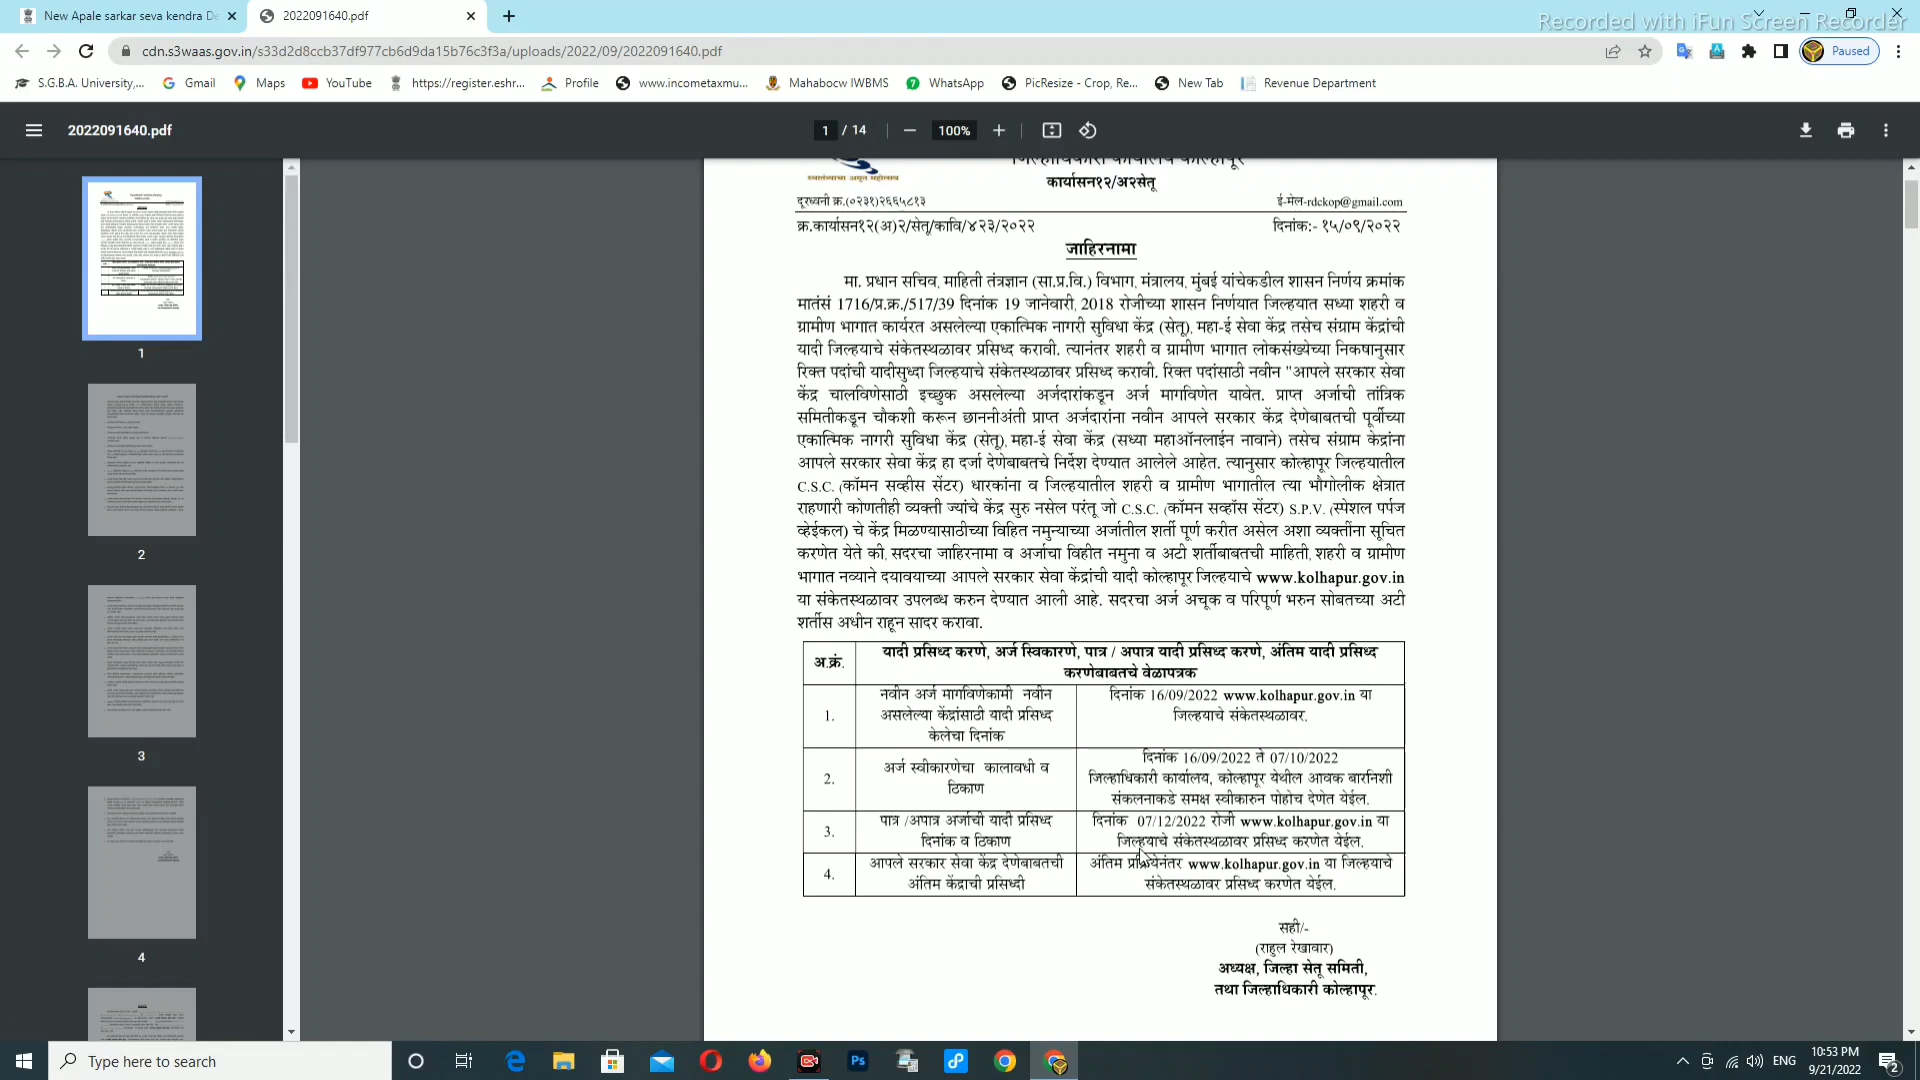 Recorded with iFun Screen Recorder
New Apale sarkar seva kendra De
2022091640.pdf
cdn.s3waas.gov.in/s33d2d8ccb37df977cb6d9da15b76c3f3a/uploads/2022/09/2022091640.pdf
Paused
S.G.B.A. University,... Gmail Maps YouTube https://register.eshr... Profile www.incometaxmu... Mahabocw IWBMS WhatsApp PicResize - Crop, Re... New Tab Revenue Department
2022091640.pdf 1 / 14 100%
1
2
3
4
जिल्हाधिकारी कार्यालय कोल्हापूर
स्वातंत्र्याचा अमृत महोत्सव
कार्यासन१२/अ२सेतू
दूरध्वनी क्र.(०२३१)२६६५८१३ ई-मेल-rdckop@gmail.com
क्र.कार्यासन१२(अ)२/सेतू/कावि/४२३/२०२२ दिनांक:- १५/०९/२०२२
जाहिरनामा
मा. प्रधान सचिव, माहिती तंत्रज्ञान (सा.प्र.वि.) विभाग, मंत्रालय, मुंबई यांचेकडील शासन निर्णय क्रमांक
मातंसं 1716/प्र.क्र./517/39 दिनांक 19 जानेवारी, 2018 रोजीच्या शासन निर्णयात जिल्हयात सध्या शहरी व
ग्रामीण भागात कार्यरत असलेल्या एकात्मिक नागरी सुविधा केंद्र (सेतू), महा-ई सेवा केंद्र तसेच संग्राम केंद्रांची
यादी जिल्हयाचे संकेतस्थळावर प्रसिध्द करावी. त्यानंतर शहरी व ग्रामीण भागात लोकसंख्येच्या निकषानुसार
रिक्त पदांची यादीसुध्दा जिल्हयाचे संकेतस्थळावर प्रसिध्द करावी. रिक्त पदांसाठी नवीन "आपले सरकार सेवा
केंद्र चालविणेसाठी इच्छुक असलेल्या अर्जदारांकडून अर्ज मागविणेत यावेत. प्राप्त अर्जाची तांत्रिक
समितीकडून चौकशी करून छाननीअंती प्राप्त अर्जदारांना नवीन आपले सरकार केंद्र देणेबाबतची पूर्वीच्या
एकात्मिक नागरी सुविधा केंद्र (सेतू), महा-ई सेवा केंद्र (सध्या महाऑनलाईन नावाने) तसेच संग्राम केंद्रांना
आपले सरकार सेवा केंद्र हा दर्जा देणेबाबतचे निर्देश देण्यात आलेले आहेत. त्यानुसार कोल्हापूर जिल्हयातील
C.S.C. (कॉमन सर्व्हीस सेंटर) धारकांना व जिल्हयातील शहरी व ग्रामीण भागातील त्या भौगोलीक क्षेत्रात
राहणारी कोणतीही व्यक्ती ज्यांचे केंद्र सुरु नसेल परंतू जो C.S.C. (कॉमन सर्व्हीस सेंटर) S.P.V. (स्पेशल पर्पज
व्हेईकल) चे केंद्र मिळण्यासाठीच्या विहित नमुन्याच्या अर्जातील शर्ती पूर्ण करीत असेल अशा व्यक्तींना सूचित
करणेत येते की, सदरचा जाहिरनामा व अर्जाचा विहीत नमुना व अटी शर्तीबाबतची माहिती, शहरी व ग्रामीण
भागात नव्याने दयावयाच्या आपले सरकार सेवा केंद्रांची यादी कोल्हापूर जिल्हयाचे www.kolhapur.gov.in
या संकेतस्थळावर उपलब्ध करुन देण्यात आली आहे. सदरचा अर्ज अचूक व परिपूर्ण भरुन सोबतच्या अटी
शर्तीस अधीन राहून सादर करावा.
अ.क्रं. यादी प्रसिध्द करणे, अर्ज स्विकारणे, पात्र / अपात्र यादी प्रसिध्द करणे, अंतिम यादी प्रसिध्द
करणेबाबतचे वेळापत्रक
1. नवीन अर्ज मागविणेकामी नवीन दिनांक 16/09/2022 www.kolhapur.gov.in या
असलेल्या केंद्रांसाठी यादी प्रसिध्द जिल्हयाचे संकेतस्थळावर.
केलेचा दिनांक
2. अर्ज स्वीकारणेचा कालावधी व दिनांक 16/09/2022 ते 07/10/2022
ठिकाण जिल्हाधिकारी कार्यालय, कोल्हापूर येथील आवक बारनिशी
संकलनाकडे समक्ष स्वीकारुन पोहोच देणेत येईल.
3. पात्र /अपात्र अर्जाची यादी प्रसिध्द दिनांक 07/12/2022 रोजी www.kolhapur.gov.in या
दिनांक व ठिकाण जिल्हयाचे संकेतस्थळावर प्रसिध्द करणेत येईल.
4. आपले सरकार सेवा केंद्र देणेबाबतची अंतिम प्रक्रियेनंतर www.kolhapur.gov.in या जिल्हयाचे
अंतिम केंद्राची प्रसिध्दी संकेतस्थळावर प्रसिध्द करणेत येईल.
सही/-
(राहुल रेखावार)
अध्यक्ष, जिल्हा सेतू समिती,
तथा जिल्हाधिकारी कोल्हापूर.
Type here to search
Ps
ENG
10:53 PM
9/21/2022
2